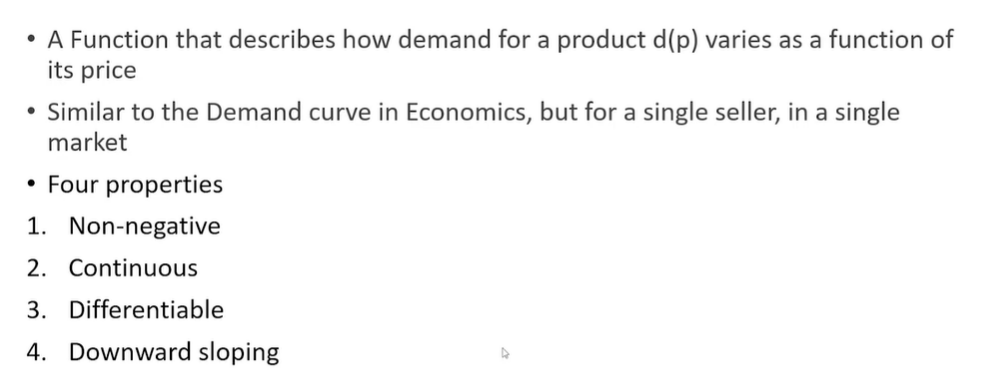 • A Function that describes how demand for a product d(p) varies as a function of
its price
• Similar to the Demand curve in Economics, but for a single seller, in a single
market
• Four properties
1. Non-negative
2. Continuous
3. Differentiable
4. Downward sloping